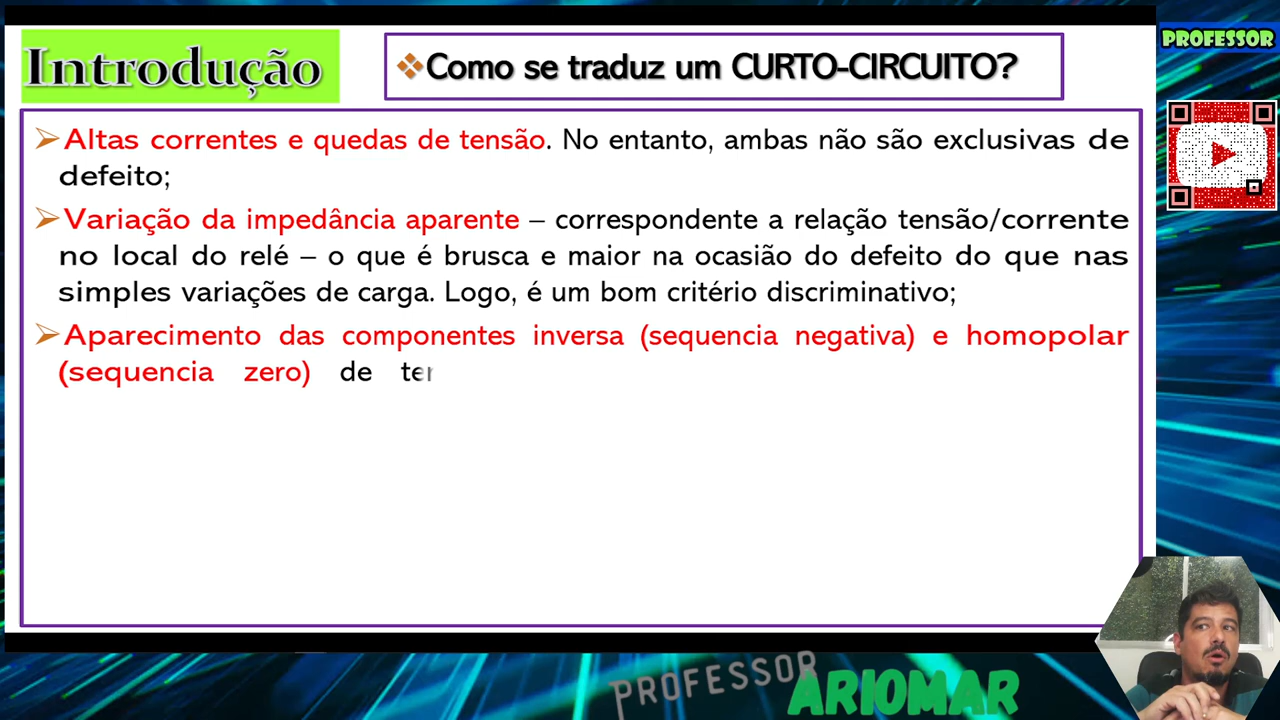 Introdução
Como se traduz um CURTO-CIRCUITO?
PROFESSOR
Altas correntes e quedas de tensão. No entanto, ambas não são exclusivas de
defeito;
Variação da impedância aparente – correspondente a relação tensão/corrente
no local do relé – o que é brusca e maior na ocasião do defeito do que nas
simples variações de carga. Logo, é um bom critério discriminativo;
Aparecimento das componentes inversa (sequencia negativa) e homopolar
(sequencia zero) de
PROFESSOR
ARIOMAR